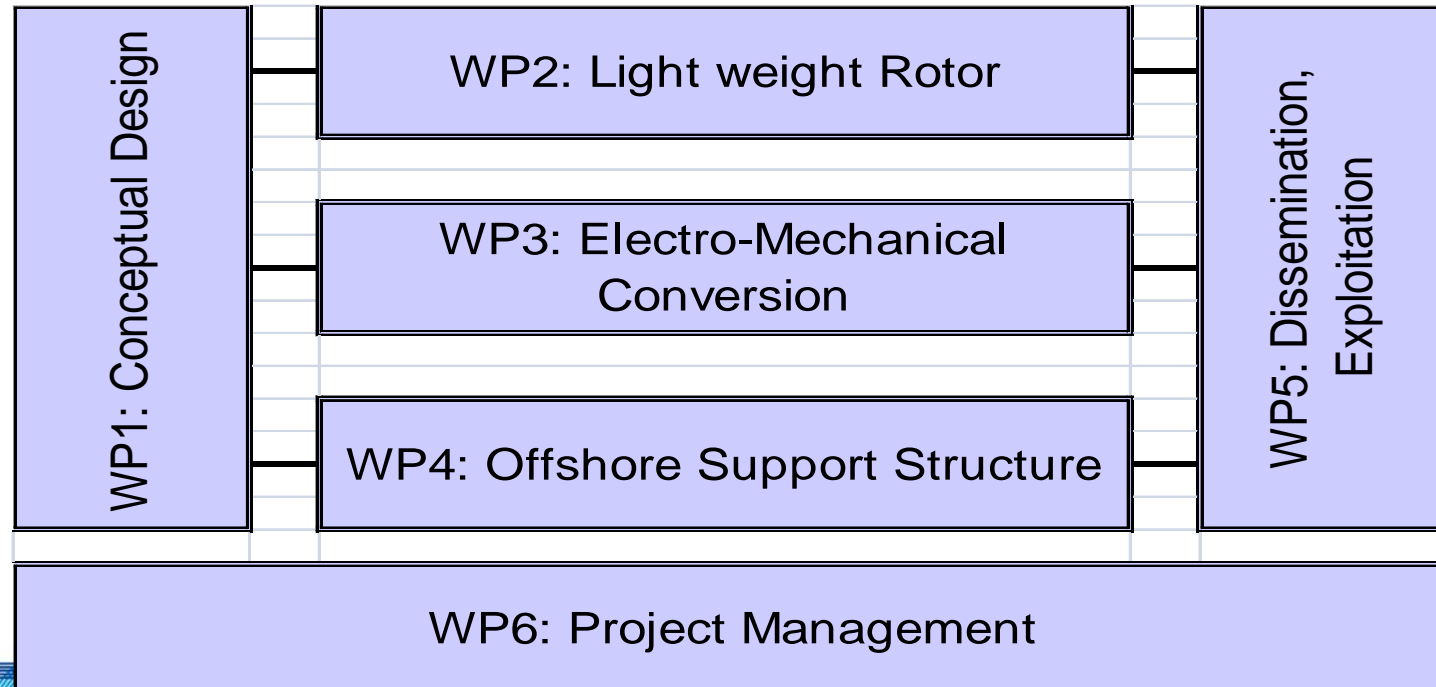 WP1: Conceptual Design
WP2: Light weight Rotor
WP3: Electro-Mechanical
Conversion
WP4: Offshore Support Structure
WP5: Dissemination,
Exploitation
WP6: Project Management